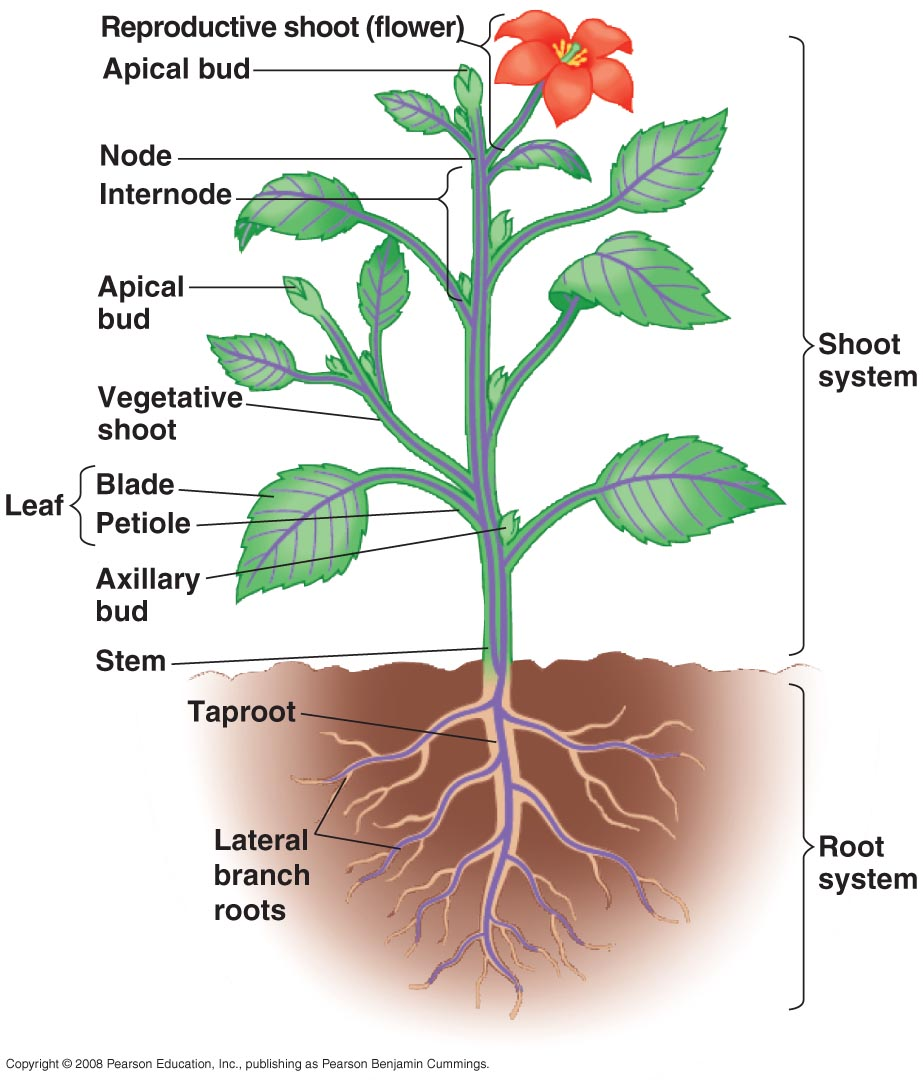 Reproductive shoot (flower)
Apical bud
Node
Internode
Apical
bud
Vegetative
shoot
Leaf
Blade
Petiole
Axillary
bud
Stem
Shoot
system
Taproot
Lateral
branch
roots
Root
system
Copyright © 2008 Pearson Education, Inc., publishing as Pearson Benjamin Cummings.